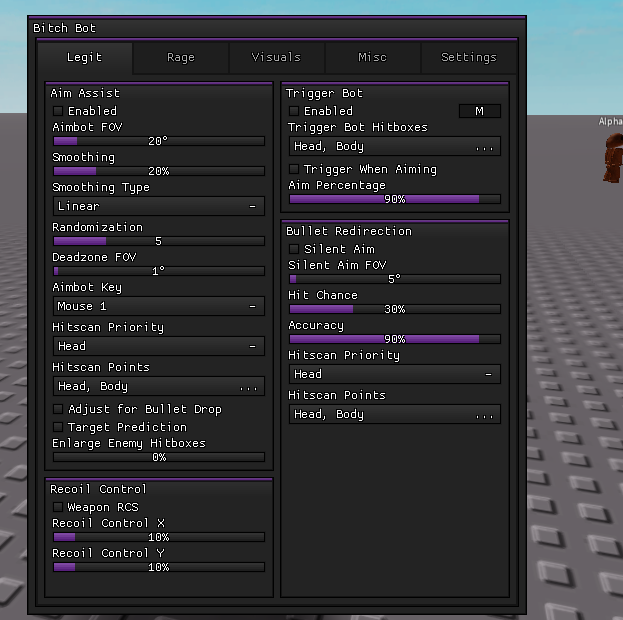 Bitch Bot
Legit Rage Visuals Misc Settings
Aim Assist
Enabled
Aimbot FOV
20°
Smoothing
20%
Smoothing Type
Linear -
Randomization
5
Deadzone FOV
1°
Aimbot Key
Mouse 1 -
Hitscan Priority
Head -
Hitscan Points
Head, Body ...
Adjust for Bullet Drop
Target Prediction
Enlarge Enemy Hitboxes
0%
Recoil Control
Weapon RCS
Recoil Control X
10%
Recoil Control Y
10%
Trigger Bot
Enabled M
Trigger Bot Hitboxes
Head, Body ...
Trigger When Aiming
Aim Percentage
90%
Bullet Redirection
Silent Aim
Silent Aim FOV
5°
Hit Chance
30%
Accuracy
90%
Hitscan Priority
Head -
Hitscan Points
Head, Body ...
Alpha